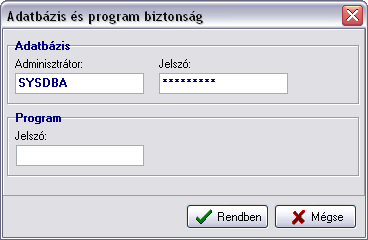 Adatbázis és program biztonság
Adatbázis
Adminisztrátor: Jelszó:
SYSDBA *********
Program
Jelszó:
Rendben Mégse